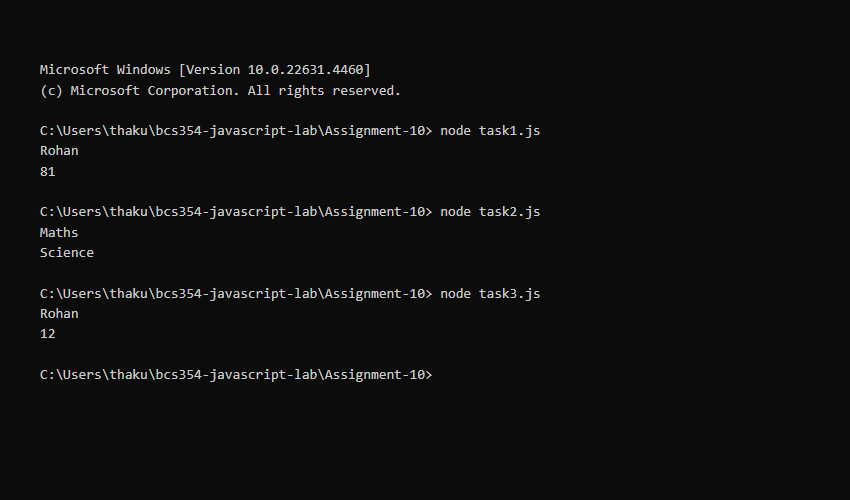 Microsoft Windows [Version 10.0.22631.4460]
(c) Microsoft Corporation. All rights reserved.
C:\Users\thaku\bcs354-javascript-lab\Assignment-10> node task1.js
Rohan
81
C:\Users\thaku\bcs354-javascript-lab\Assignment-10> node task2.js
Maths
Science
C:\Users\thaku\bcs354-javascript-lab\Assignment-10> node task3.js
Rohan
12
C:\Users\thaku\bcs354-javascript-lab\Assignment-10>